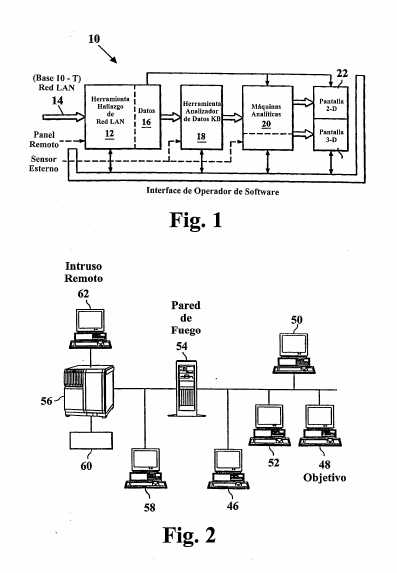 10
(Base 10 - T)
Red LAN
14
Herramienta
Hallazgo
de
Red LAN
12
Datos
16
Herramienta
Analizador
de Datos KB
18
Máquinas
Analíticas
20
22
Pantalla
2-D
Pantalla
3-D
Panel
Remoto
Sensor
Esterno
Interface de Operador de Software
Fig. 1
Intruso
Remoto
62
Pared
de
Fuego
54
50
56
60
58
46
52
48
Objetivo
Fig. 2